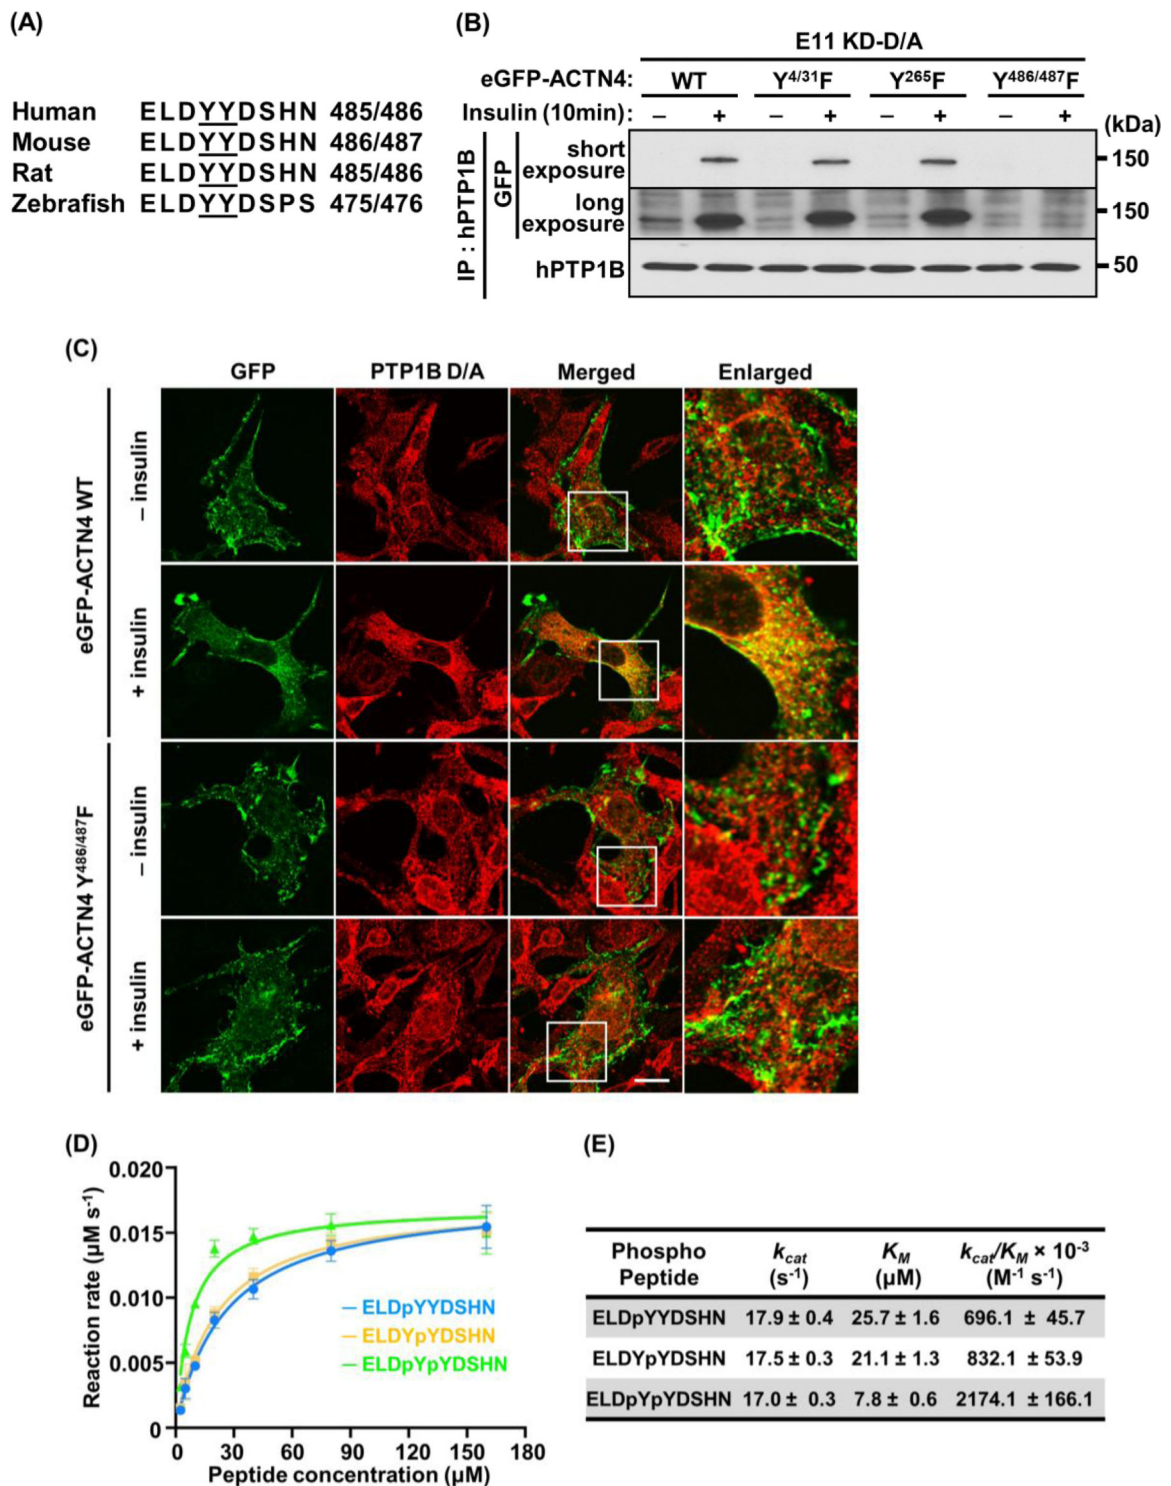 (A)
Human ELDYYDSHN 485/486
Mouse ELDYYDSHN 486/487
Rat ELDYYDSHN 485/486
Zebrafish ELDYYDSPS 475/476
(B)
E11 KD-D/A
eGFP-ACTN4: WT Y4/31F Y265F Y486/487F
Insulin (10min): – + – + – + – +
(kDa)
IP : hPTP1B
GFP
short
exposure
150
long
exposure
150
hPTP1B
50
(C)
GFP PTP1B D/A Merged Enlarged
eGFP-ACTN4 WT
– insulin
+ insulin
eGFP-ACTN4 Y486/487F
– insulin
+ insulin
(D)
Reaction rate (µM s-1)
0.020
0.015
0.010
0.005
0
ELDpYYDSHN
ELDYpYDSHN
ELDpYpYDSHN
0 30 60 90 120 150 180
Peptide concentration (µM)
(E)
Phospho Peptide kcat (s-1) KM (µM) kcat/KM × 10-3 (M-1 s-1)
ELDpYYDSHN 17.9 ± 0.4 25.7 ± 1.6 696.1 ± 45.7
ELDYpYDSHN 17.5 ± 0.3 21.1 ± 1.3 832.1 ± 53.9
ELDpYpYDSHN 17.0 ± 0.3 7.8 ± 0.6 2174.1 ± 166.1